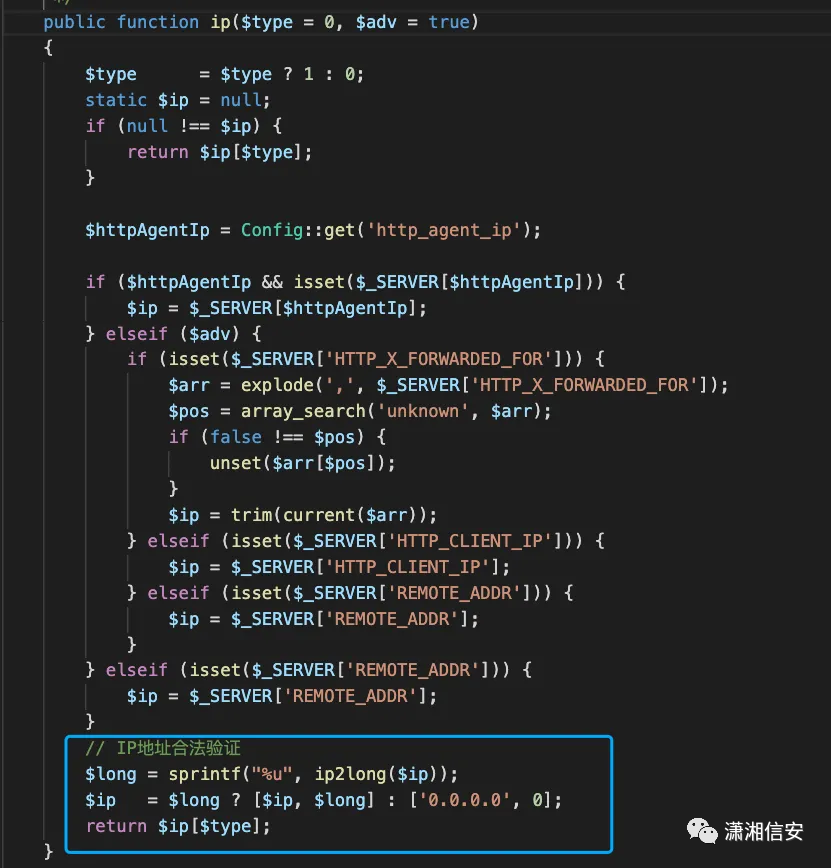 */
public function ip($type = 0, $adv = true)
{
    $type      = $type ? 1 : 0;
    static $ip = null;
    if (null !== $ip) {
        return $ip[$type];
    }

    $httpAgentIp = Config::get('http_agent_ip');

    if ($httpAgentIp && isset($_SERVER[$httpAgentIp])) {
        $ip = $_SERVER[$httpAgentIp];
    } elseif ($adv) {
        if (isset($_SERVER['HTTP_X_FORWARDED_FOR'])) {
            $arr = explode(',', $_SERVER['HTTP_X_FORWARDED_FOR']);
            $pos = array_search('unknown', $arr);
            if (false !== $pos) {
                unset($arr[$pos]);
            }
            $ip = trim(current($arr));
        } elseif (isset($_SERVER['HTTP_CLIENT_IP'])) {
            $ip = $_SERVER['HTTP_CLIENT_IP'];
        } elseif (isset($_SERVER['REMOTE_ADDR'])) {
            $ip = $_SERVER['REMOTE_ADDR'];
        }
    } elseif (isset($_SERVER['REMOTE_ADDR'])) {
        $ip = $_SERVER['REMOTE_ADDR'];
    }
    // IP地址合法验证
    $long = sprintf("%u", ip2long($ip));
    $ip   = $long ? [$ip, $long] : ['0.0.0.0', 0];
    return $ip[$type];
}
潇湘信安